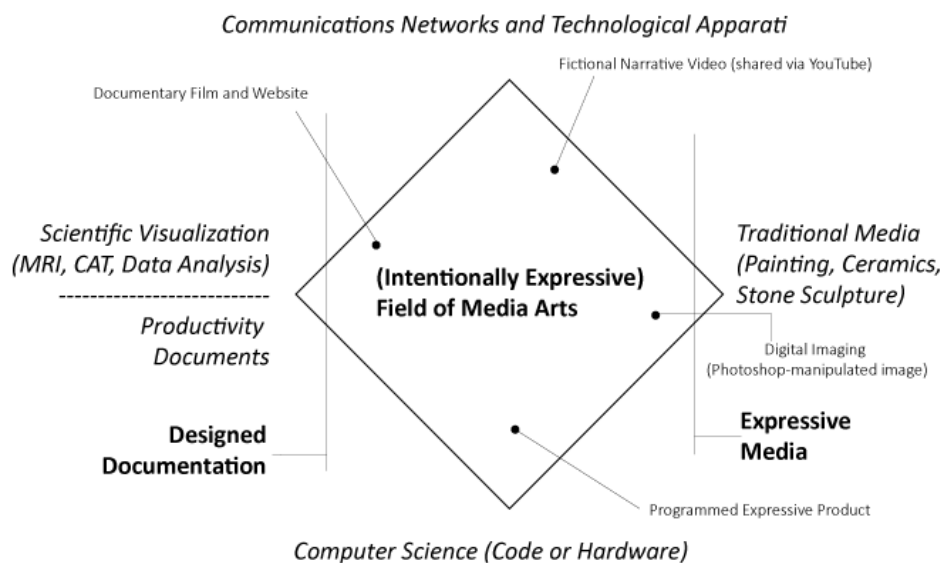 Communications Networks and Technological Apparati
Fictional Narrative Video (shared via YouTube)
Documentary Film and Website
Scientific Visualization
(MRI, CAT, Data Analysis)
Productivity
Documents
(Intentionally Expressive)
Field of Media Arts
Traditional Media
(Painting, Ceramics,
Stone Sculpture)
Digital Imaging
(Photoshop-manipulated image)
Designed
Documentation
Expressive
Media
Programmed Expressive Product
Computer Science (Code or Hardware)